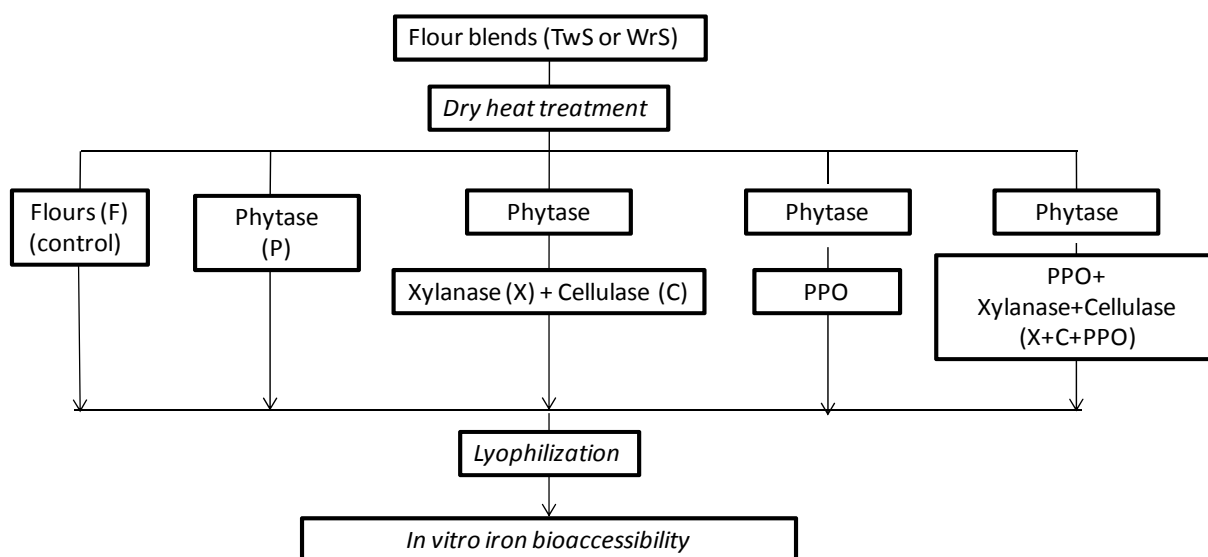 Flour blends (TwS or WrS)
Dry heat treatment
Flours (F)
(control)
Phytase
(P)
Phytase
Xylanase (X) + Cellulase (C)
Phytase
PPO
Phytase
PPO+
Xylanase+Cellulase
(X+C+PPO)
Lyophilization
In vitro iron bioaccessibility